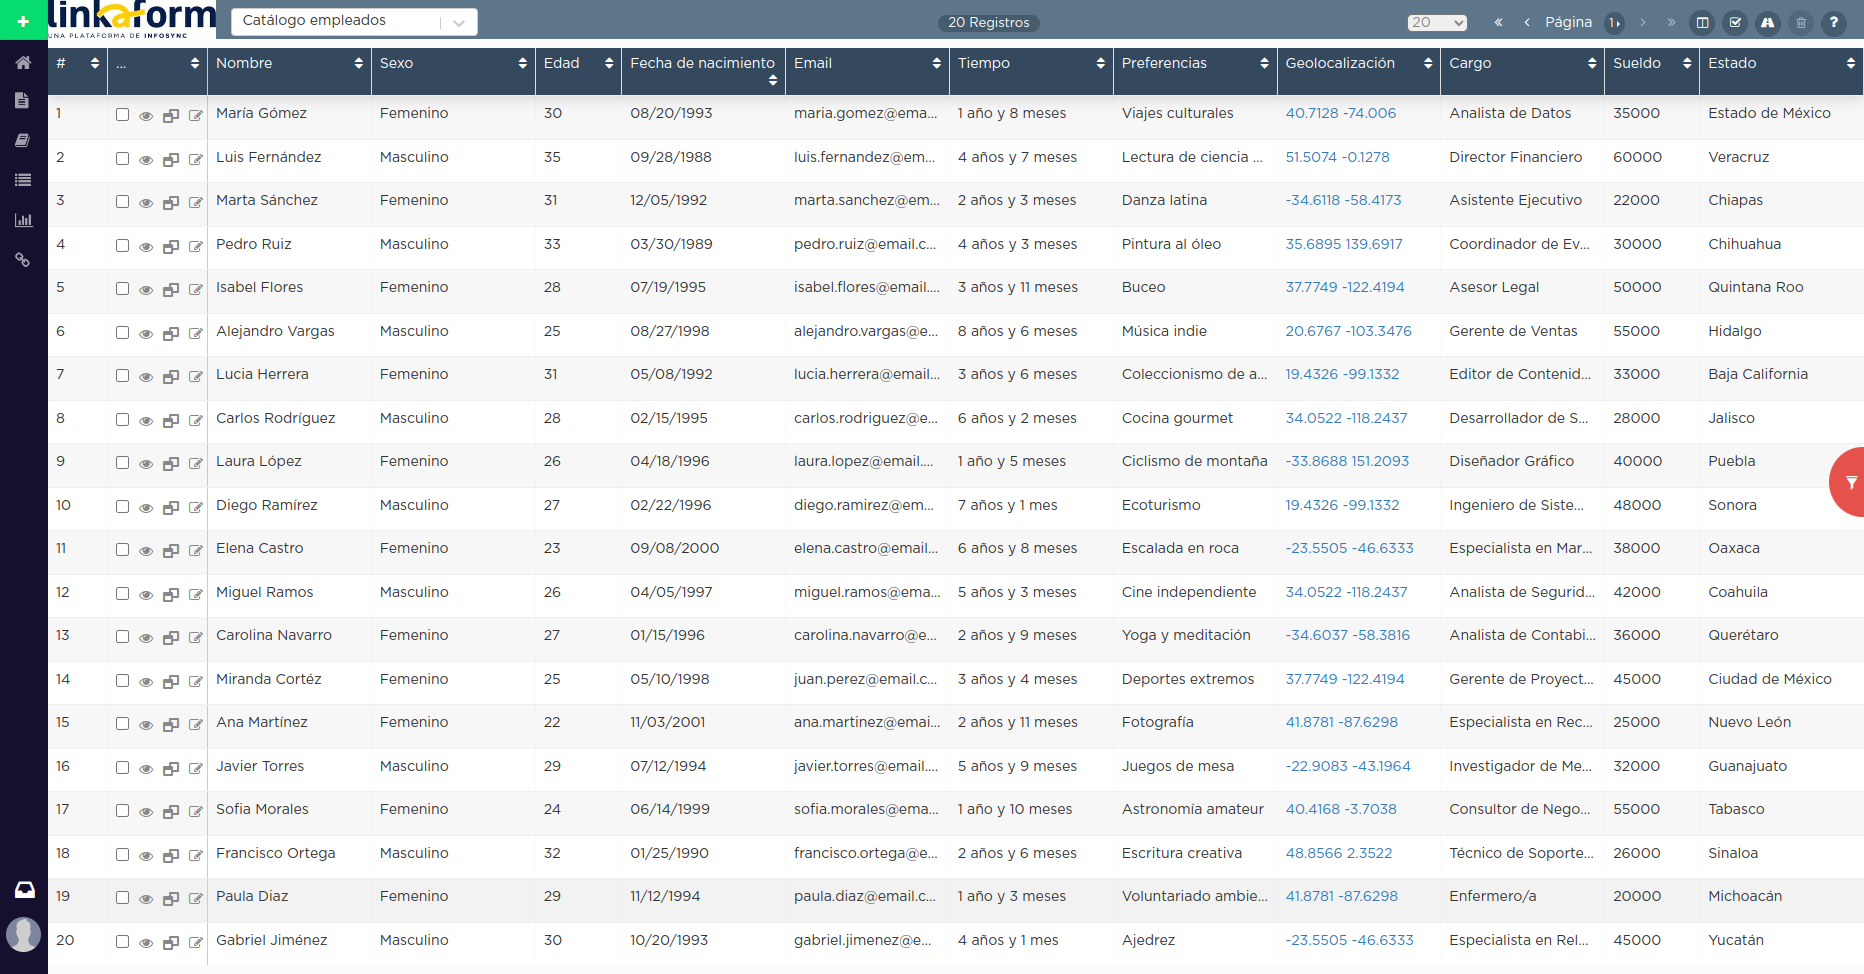 linkaform
UNA PLATAFORMA DE INFOSYNC
Catálogo empleados
20 Registros
20
« ‹ Página 1 › »
?
# ... Nombre Sexo Edad Fecha de nacimiento Email Tiempo Preferencias Geolocalización Cargo Sueldo Estado
1 María Gómez Femenino 30 08/20/1993 maria.gomez@ema... 1 año y 8 meses Viajes culturales 40.7128 -74.006 Analista de Datos 35000 Estado de México
2 Luis Fernández Masculino 35 09/28/1988 luis.fernandez@em... 4 años y 7 meses Lectura de ciencia ... 51.5074 -0.1278 Director Financiero 60000 Veracruz
3 Marta Sánchez Femenino 31 12/05/1992 marta.sanchez@em... 2 años y 3 meses Danza latina -34.6118 -58.4173 Asistente Ejecutivo 22000 Chiapas
4 Pedro Ruiz Masculino 33 03/30/1989 pedro.ruiz@email.c... 4 años y 3 meses Pintura al óleo 35.6895 139.6917 Coordinador de Ev... 30000 Chihuahua
5 Isabel Flores Femenino 28 07/19/1995 isabel.flores@email.... 3 años y 11 meses Buceo 37.7749 -122.4194 Asesor Legal 50000 Quintana Roo
6 Alejandro Vargas Masculino 25 08/27/1998 alejandro.vargas@e... 8 años y 6 meses Música indie 20.6767 -103.3476 Gerente de Ventas 55000 Hidalgo
7 Lucia Herrera Femenino 31 05/08/1992 lucia.herrera@email... 3 años y 6 meses Coleccionismo de a... 19.4326 -99.1332 Editor de Contenid... 33000 Baja California
8 Carlos Rodríguez Masculino 28 02/15/1995 carlos.rodriguez@e... 6 años y 2 meses Cocina gourmet 34.0522 -118.2437 Desarrollador de S... 28000 Jalisco
9 Laura López Femenino 26 04/18/1996 laura.lopez@email.... 1 año y 5 meses Ciclismo de montaña -33.8688 151.2093 Diseñador Gráfico 40000 Puebla
10 Diego Ramírez Masculino 27 02/22/1996 diego.ramirez@em... 7 años y 1 mes Ecoturismo 19.4326 -99.1332 Ingeniero de Siste... 48000 Sonora
11 Elena Castro Femenino 23 09/08/2000 elena.castro@email... 6 años y 8 meses Escalada en roca -23.5505 -46.6333 Especialista en Mar... 38000 Oaxaca
12 Miguel Ramos Masculino 26 04/05/1997 miguel.ramos@ema... 5 años y 3 meses Cine independiente 34.0522 -118.2437 Analista de Segurid... 42000 Coahuila
13 Carolina Navarro Femenino 27 01/15/1996 carolina.navarro@e... 2 años y 9 meses Yoga y meditación -34.6037 -58.3816 Analista de Contabi... 36000 Querétaro
14 Miranda Cortéz Femenino 25 05/10/1998 juan.perez@email.c... 3 años y 4 meses Deportes extremos 37.7749 -122.4194 Gerente de Proyect... 45000 Ciudad de México
15 Ana Martínez Femenino 22 11/03/2001 ana.martinez@emai... 2 años y 11 meses Fotografía 41.8781 -87.6298 Especialista en Rec... 25000 Nuevo León
16 Javier Torres Masculino 29 07/12/1994 javier.torres@email.... 5 años y 9 meses Juegos de mesa -22.9083 -43.1964 Investigador de Me... 32000 Guanajuato
17 Sofia Morales Femenino 24 06/14/1999 sofia.morales@ema... 1 año y 10 meses Astronomía amateur 40.4168 -3.7038 Consultor de Nego... 55000 Tabasco
18 Francisco Ortega Masculino 32 01/25/1990 francisco.ortega@e... 2 años y 6 meses Escritura creativa 48.8566 2.3522 Técnico de Soporte... 26000 Sinaloa
19 Paula Diaz Femenino 29 11/12/1994 paula.diaz@email.c... 1 año y 3 meses Voluntariado ambie... 41.8781 -87.6298 Enfermero/a 20000 Michoacán
20 Gabriel Jiménez Masculino 30 10/20/1993 gabriel.jimenez@e... 4 años y 1 mes Ajedrez -23.5505 -46.6333 Especialista en Rel... 45000 Yucatán